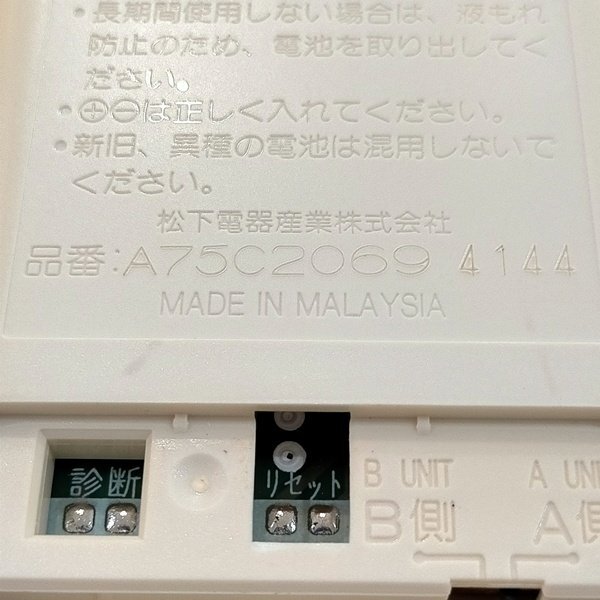 ・長期間使用しない場合は、液もれ
防止のため、電池を取り出してく
ださい。
・⊕⊖は正しく入れてください。
・新旧、異種の電池は混用しないで
ください。
松下電器産業株式会社
品番:A75C2069 4144
MADE IN MALAYSIA
診断
リセット
B UNIT
B側
A UNI
A側